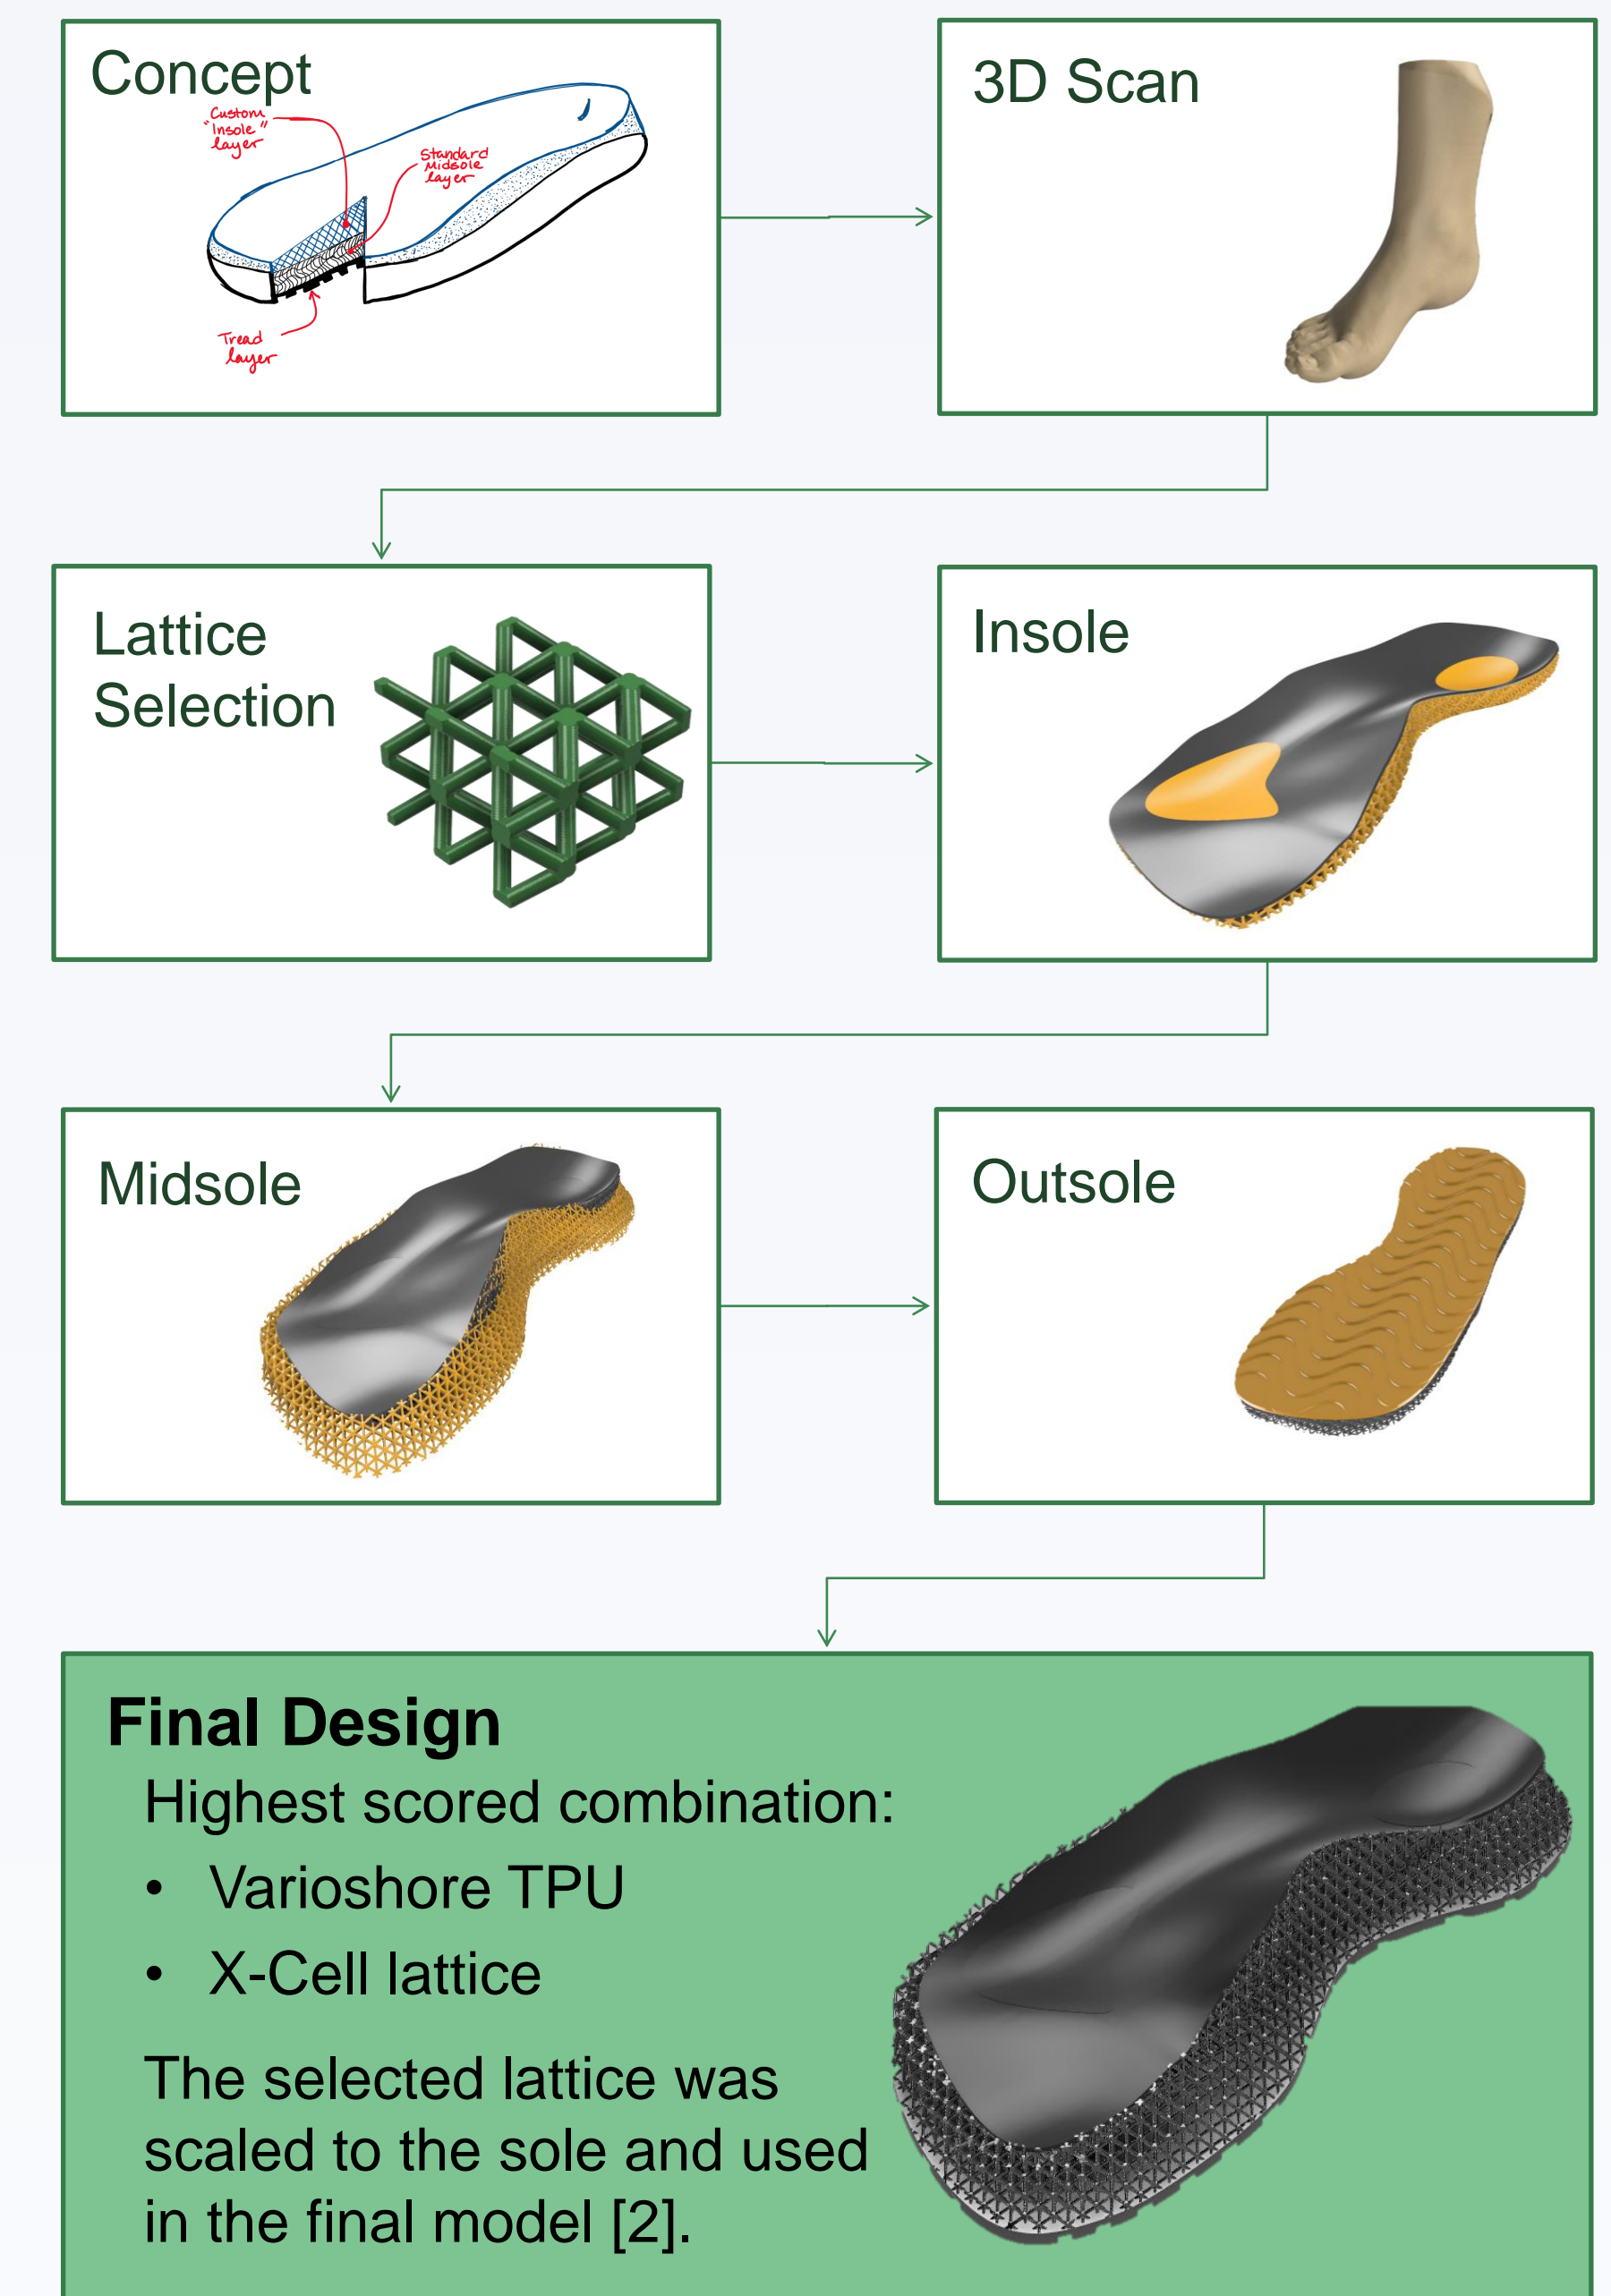 Concept
Custom
"Insole"
layer
Standard
Midsole
layer
Tread
layer
3D Scan
Lattice
Selection
Insole
Midsole
Outsole
Final Design
Highest scored combination:
• Varioshore TPU
• X-Cell lattice
The selected lattice was
scaled to the sole and used
in the final model [2].